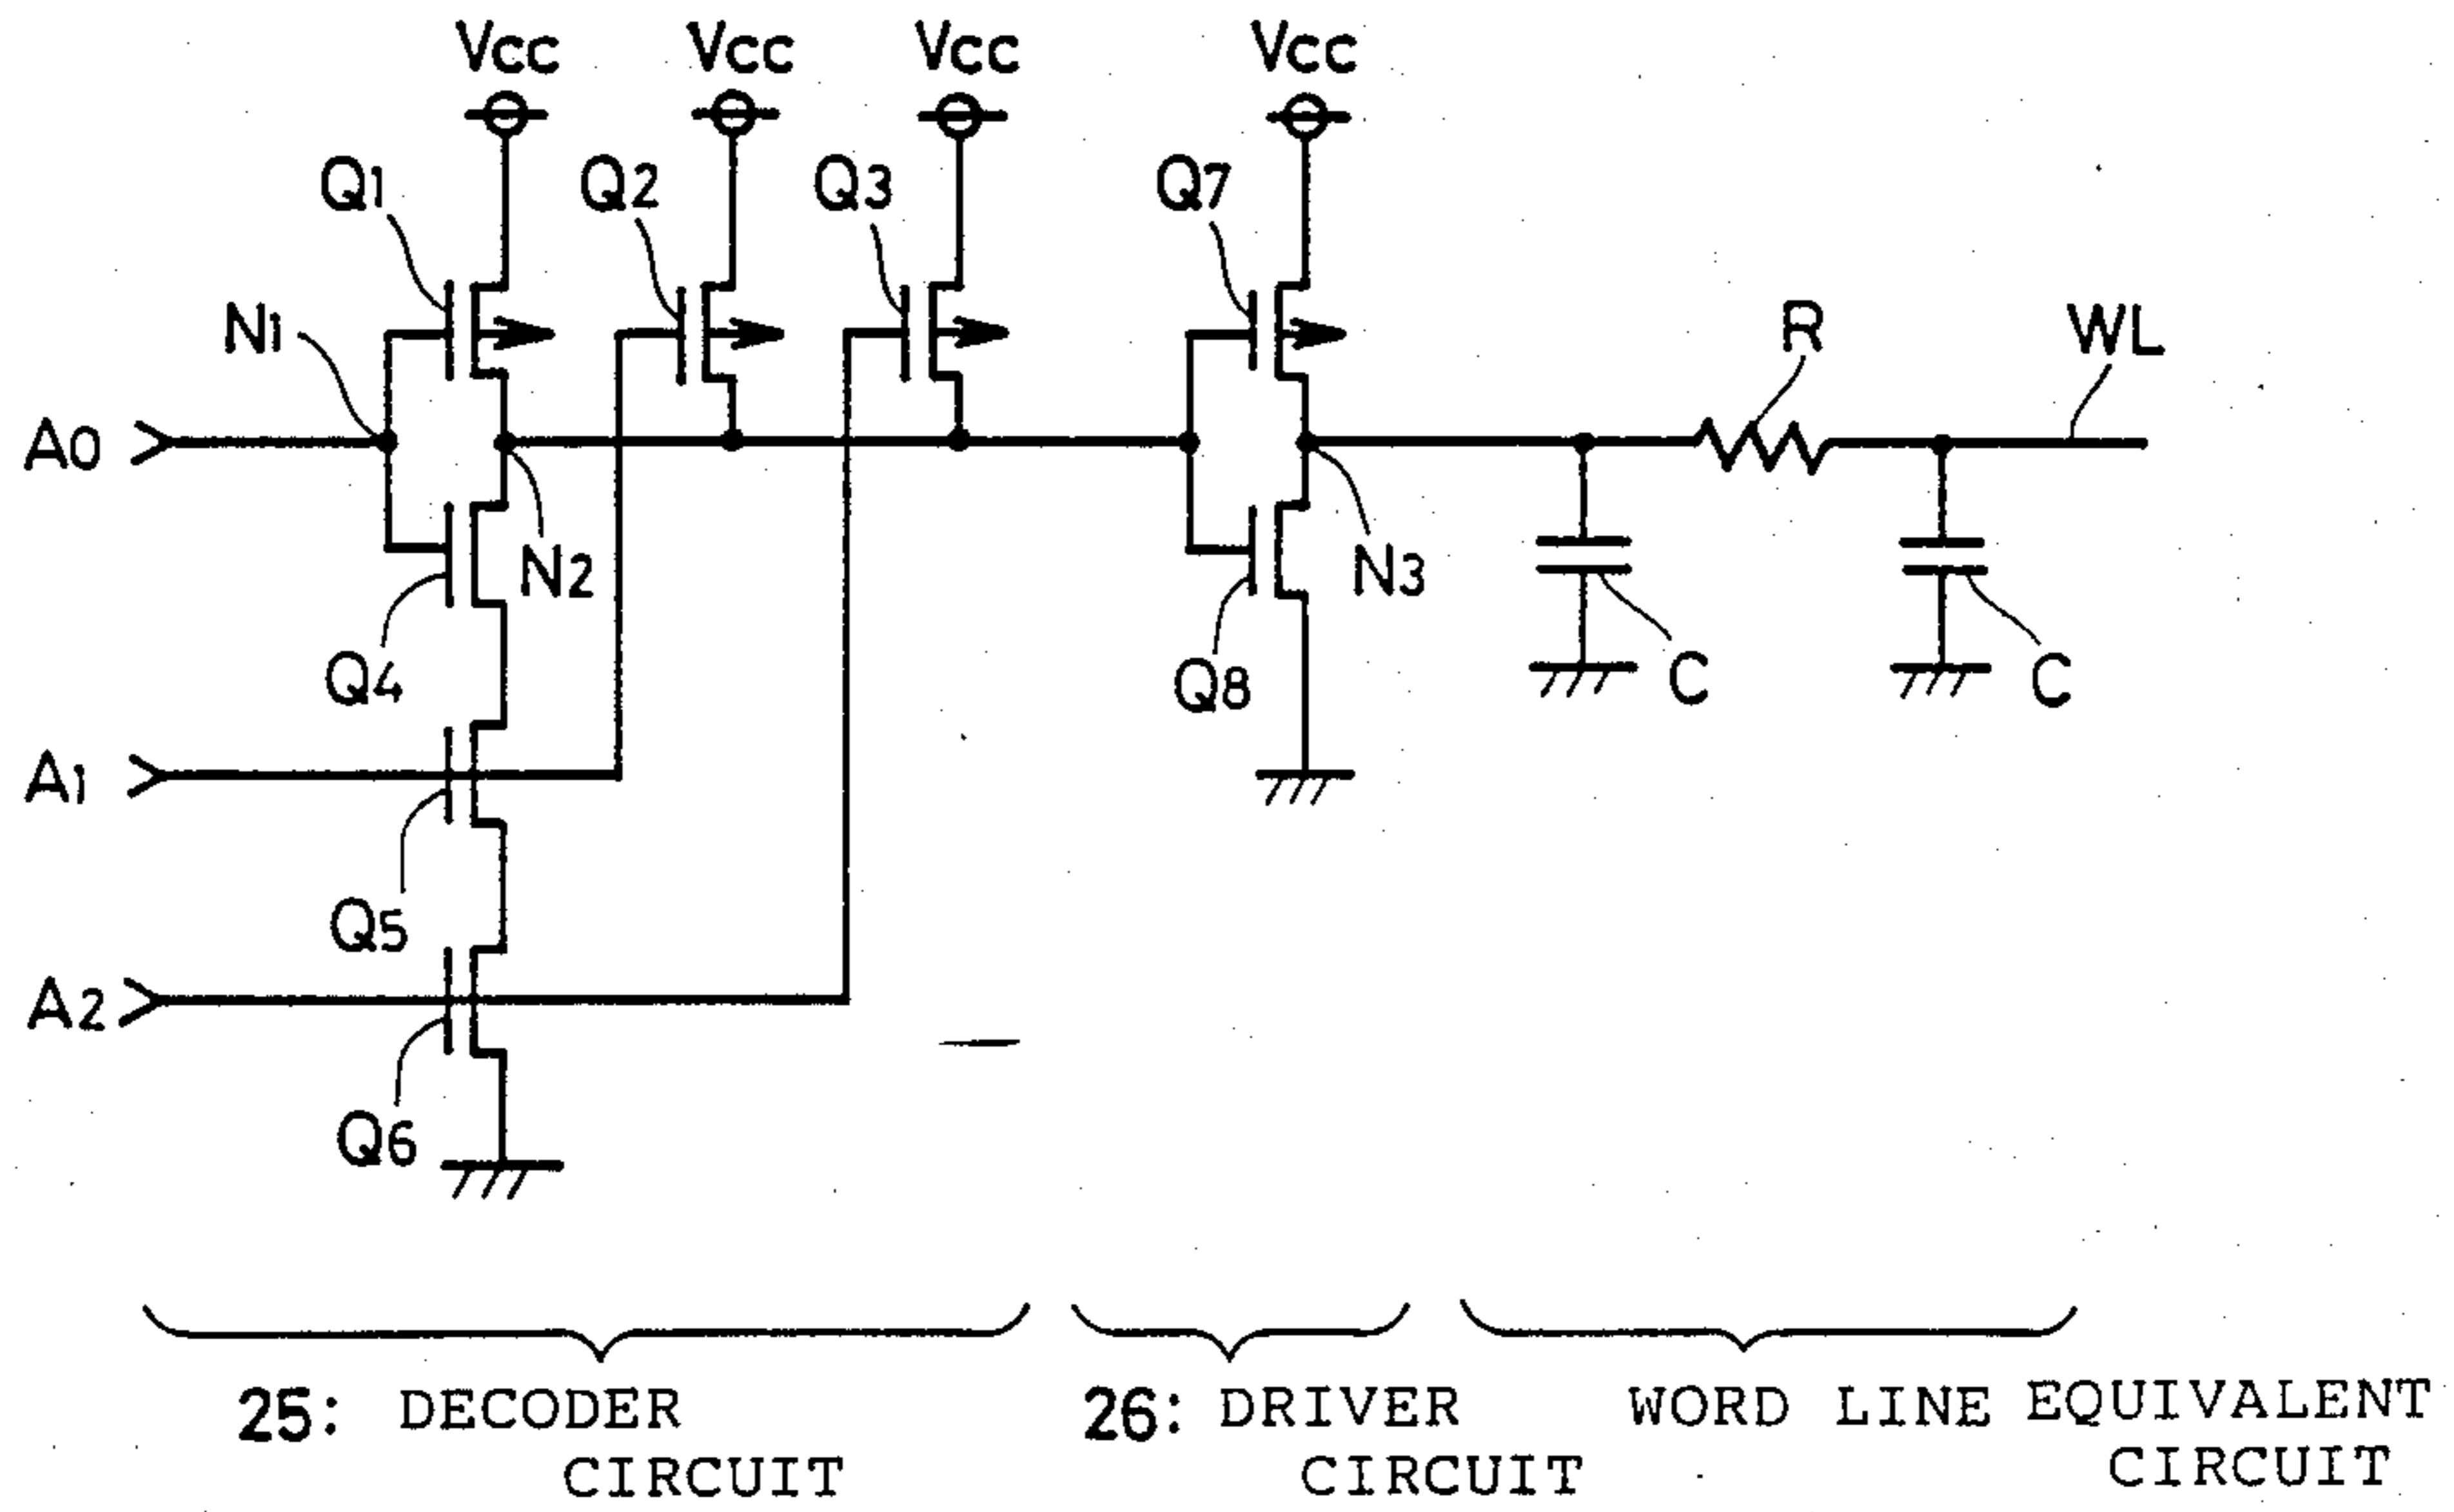 Vcc Vcc Vcc Vcc
Q1 Q2 Q3 Q7
N1 R WL
A0
N2 N3
Q4 Q8 C C
A1
Q5
A2
Q6
25: DECODER CIRCUIT
26: DRIVER CIRCUIT
WORD LINE EQUIVALENT CIRCUIT